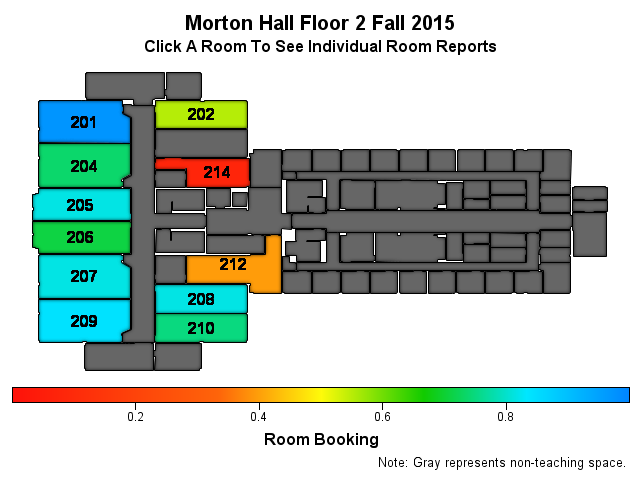 Morton Hall Floor 2 Fall 2015
Click A Room To See Individual Room Reports
201
202
204
214
205
206
212
207
208
209
210
0.2 0.4 0.6 0.8
Room Booking
Note: Gray represents non-teaching space.